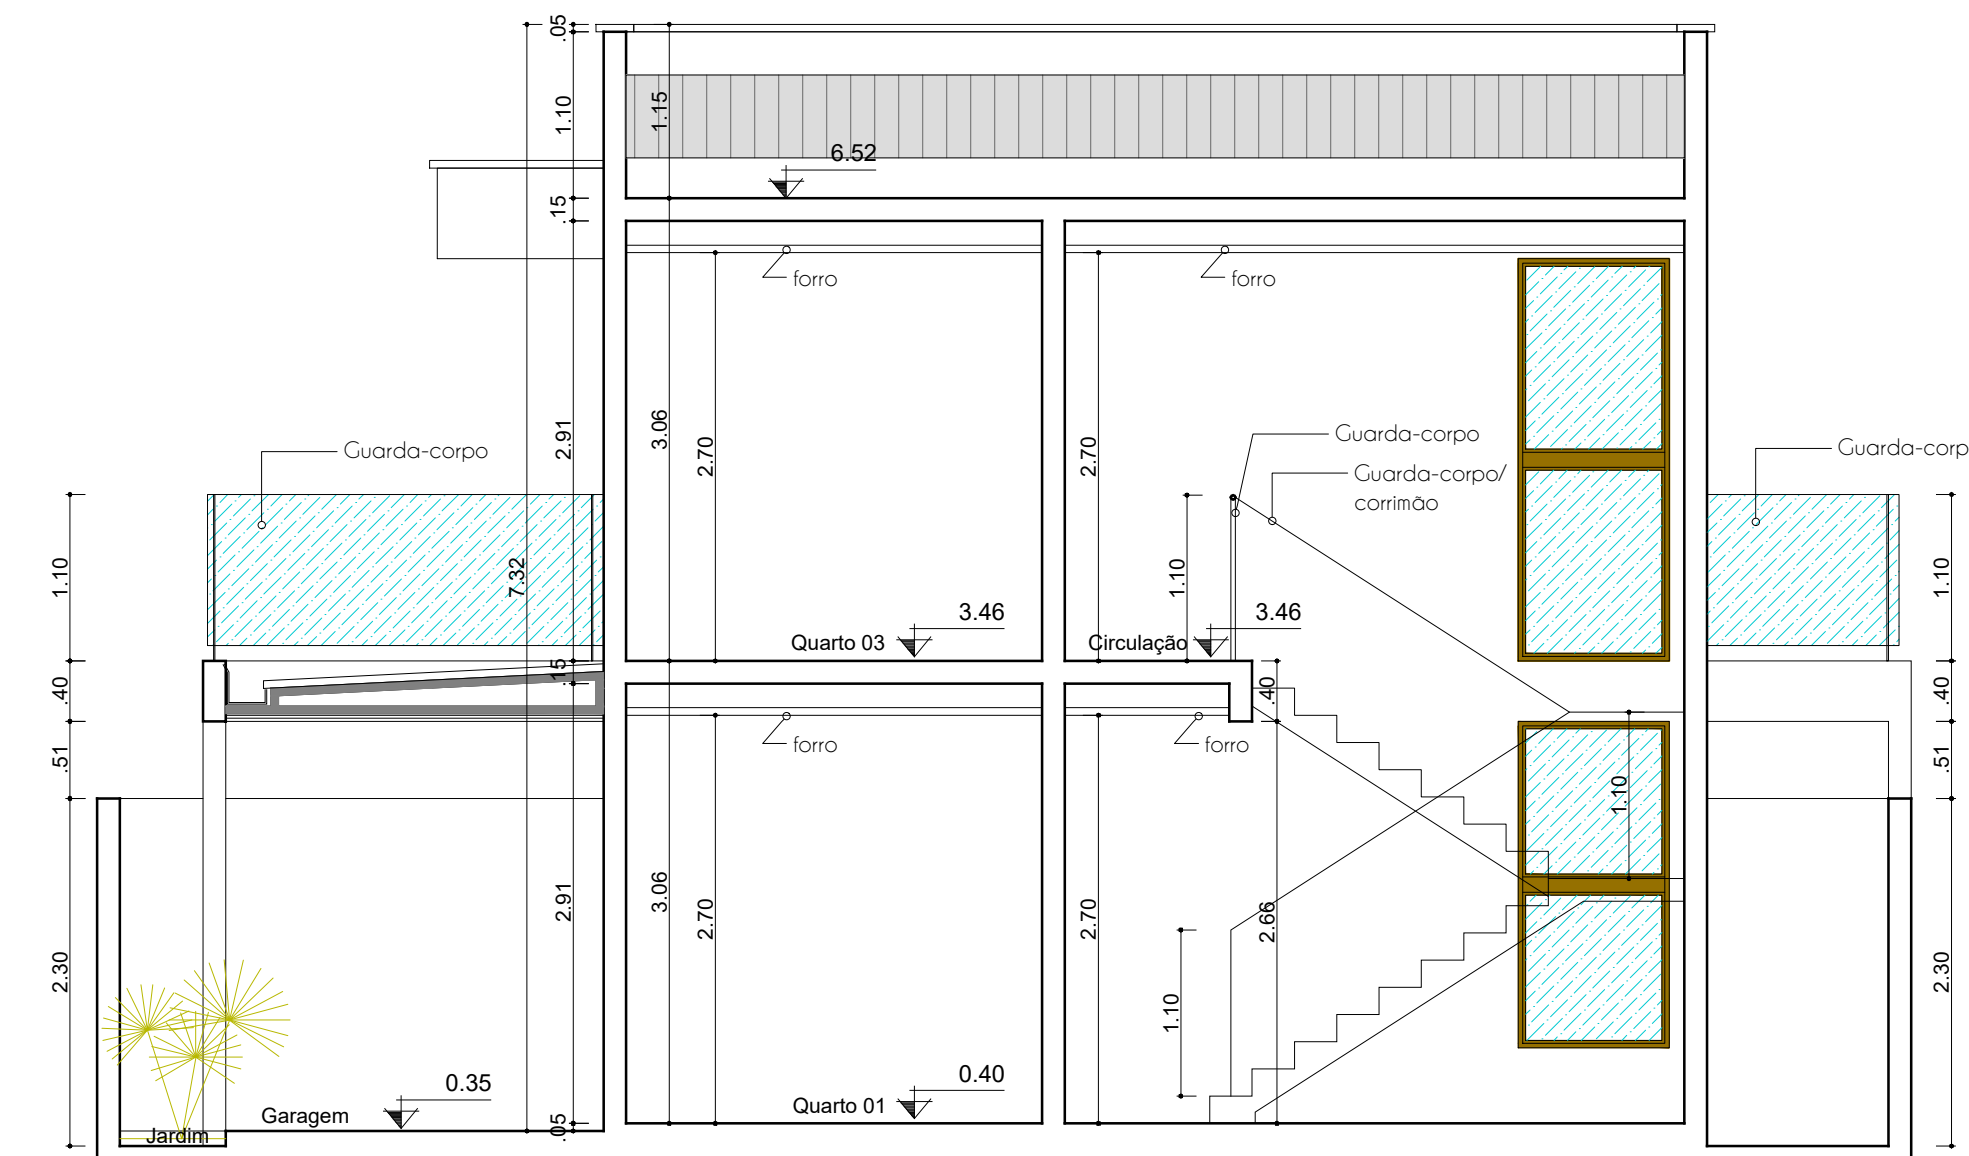 .05
1.10
1.15
6.52
.15
forro
forro
2.91
3.06
2.70
2.70
Guarda-corpo
Guarda-corpo
Guarda-corpo/
corrimão
Guarda-corp
1.10
7.32
1.10
1.10
3.46
3.46
Quarto 03
Circulação
.15
.40
.40
.40
forro
forro
.51
.51
1.10
2.91
3.06
2.70
2.70
2.66
2.30
2.30
1.10
0.35
0.40
Garagem
Quarto 01
.05
Jardim